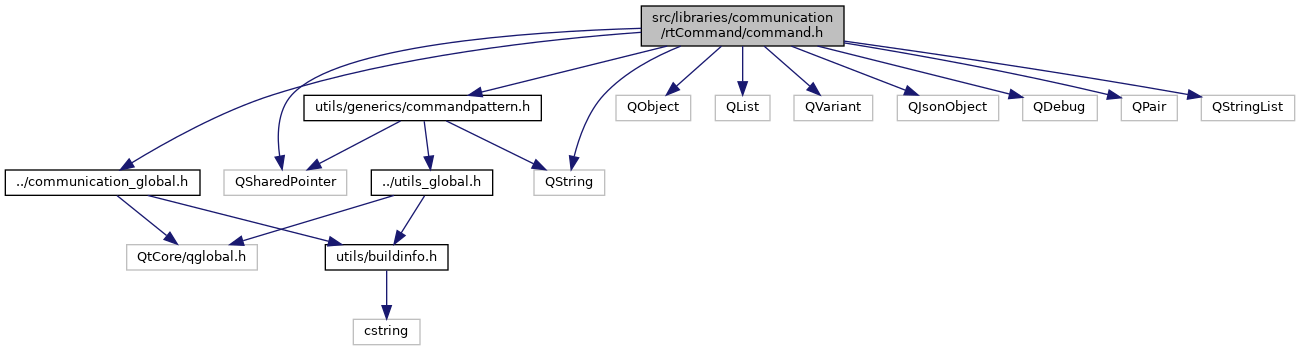 src/libraries/communication
/rtCommand/command.h
utils/generics/commandpattern.h
QObject
QList
QVariant
QJsonObject
QDebug
QPair
QStringList
../communication_global.h
QSharedPointer
../utils_global.h
QString
QtCore/qglobal.h
utils/buildinfo.h
cstring